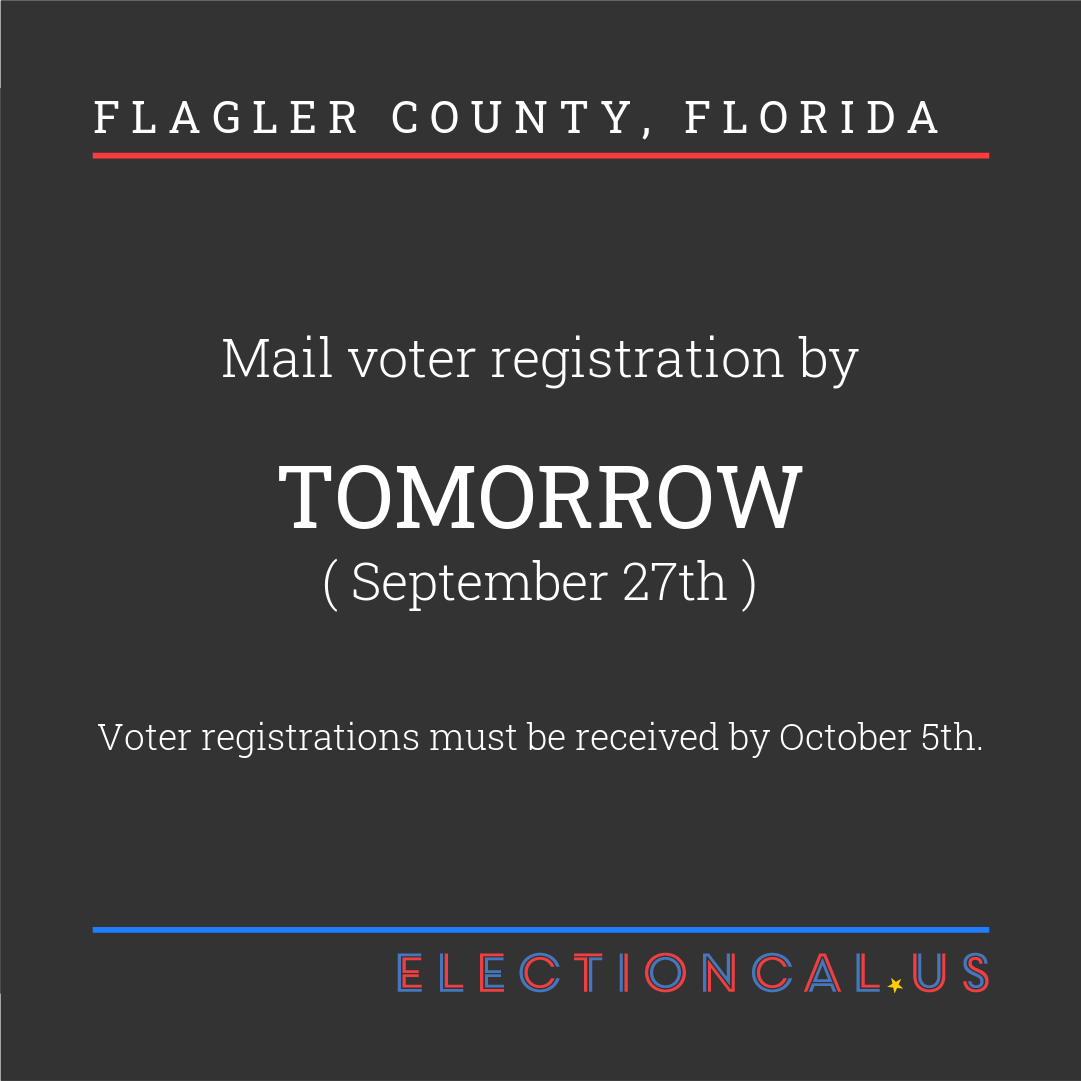 FLAGLER COUNTY, FLORIDA
Mail voter registration by
TOMORROW
( September 27th )
Voter registrations must be received by October 5th.
ELECTIONCAL.US